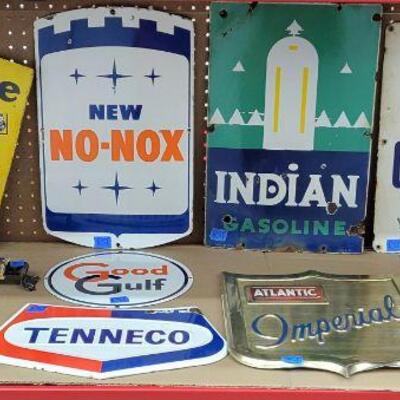 e
NEW
NO-NOX
INDIAN
GASOLINE
Good
Gulf
TENNECO
ATLANTIC
Imperial